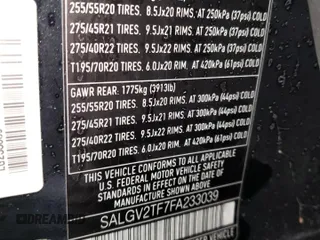 255/55R20 TIRES. 8.5Jx20 RIMS. AT 250kPa (37psi) COLD
275/45R21 TIRES. 9.5Jx21 RIMS. AT 250kPa (37psi) COLD
275/40R22 TIRES. 9.5Jx22 RIMS. AT 250kPa (37psi) COLD
T195/70R20 TIRES. 6.0Jx20 RIMS. AT 420kPa (61psi) COLD
GAWR REAR: 1775kg (3913lb)
255/55R20 TIRES. 8.5Jx20 RIMS. AT 300kPa (44psi) COLD
275/45R21 TIRES. 9.5Jx21 RIMS. AT 300kPa (44psi) COLD
275/40R22 TIRES. 9.5Jx22 RIMS. AT 300kPa (44psi) COLD
T195/70R20 TIRES. 6.0Jx20 RIMS. AT 420kPa (61psi) COLD
THIS VEHICLE CONFORMS TO ALL APPLICABLE
U.S. FEDERAL MOTOR VEHICLE SAFETY AND
THEFT PREVENTION STANDARDS IN EFFECT ON
THE DATE OF MANUFACTURE SHOWN ABOVE.
SALGV2TF7FA233039